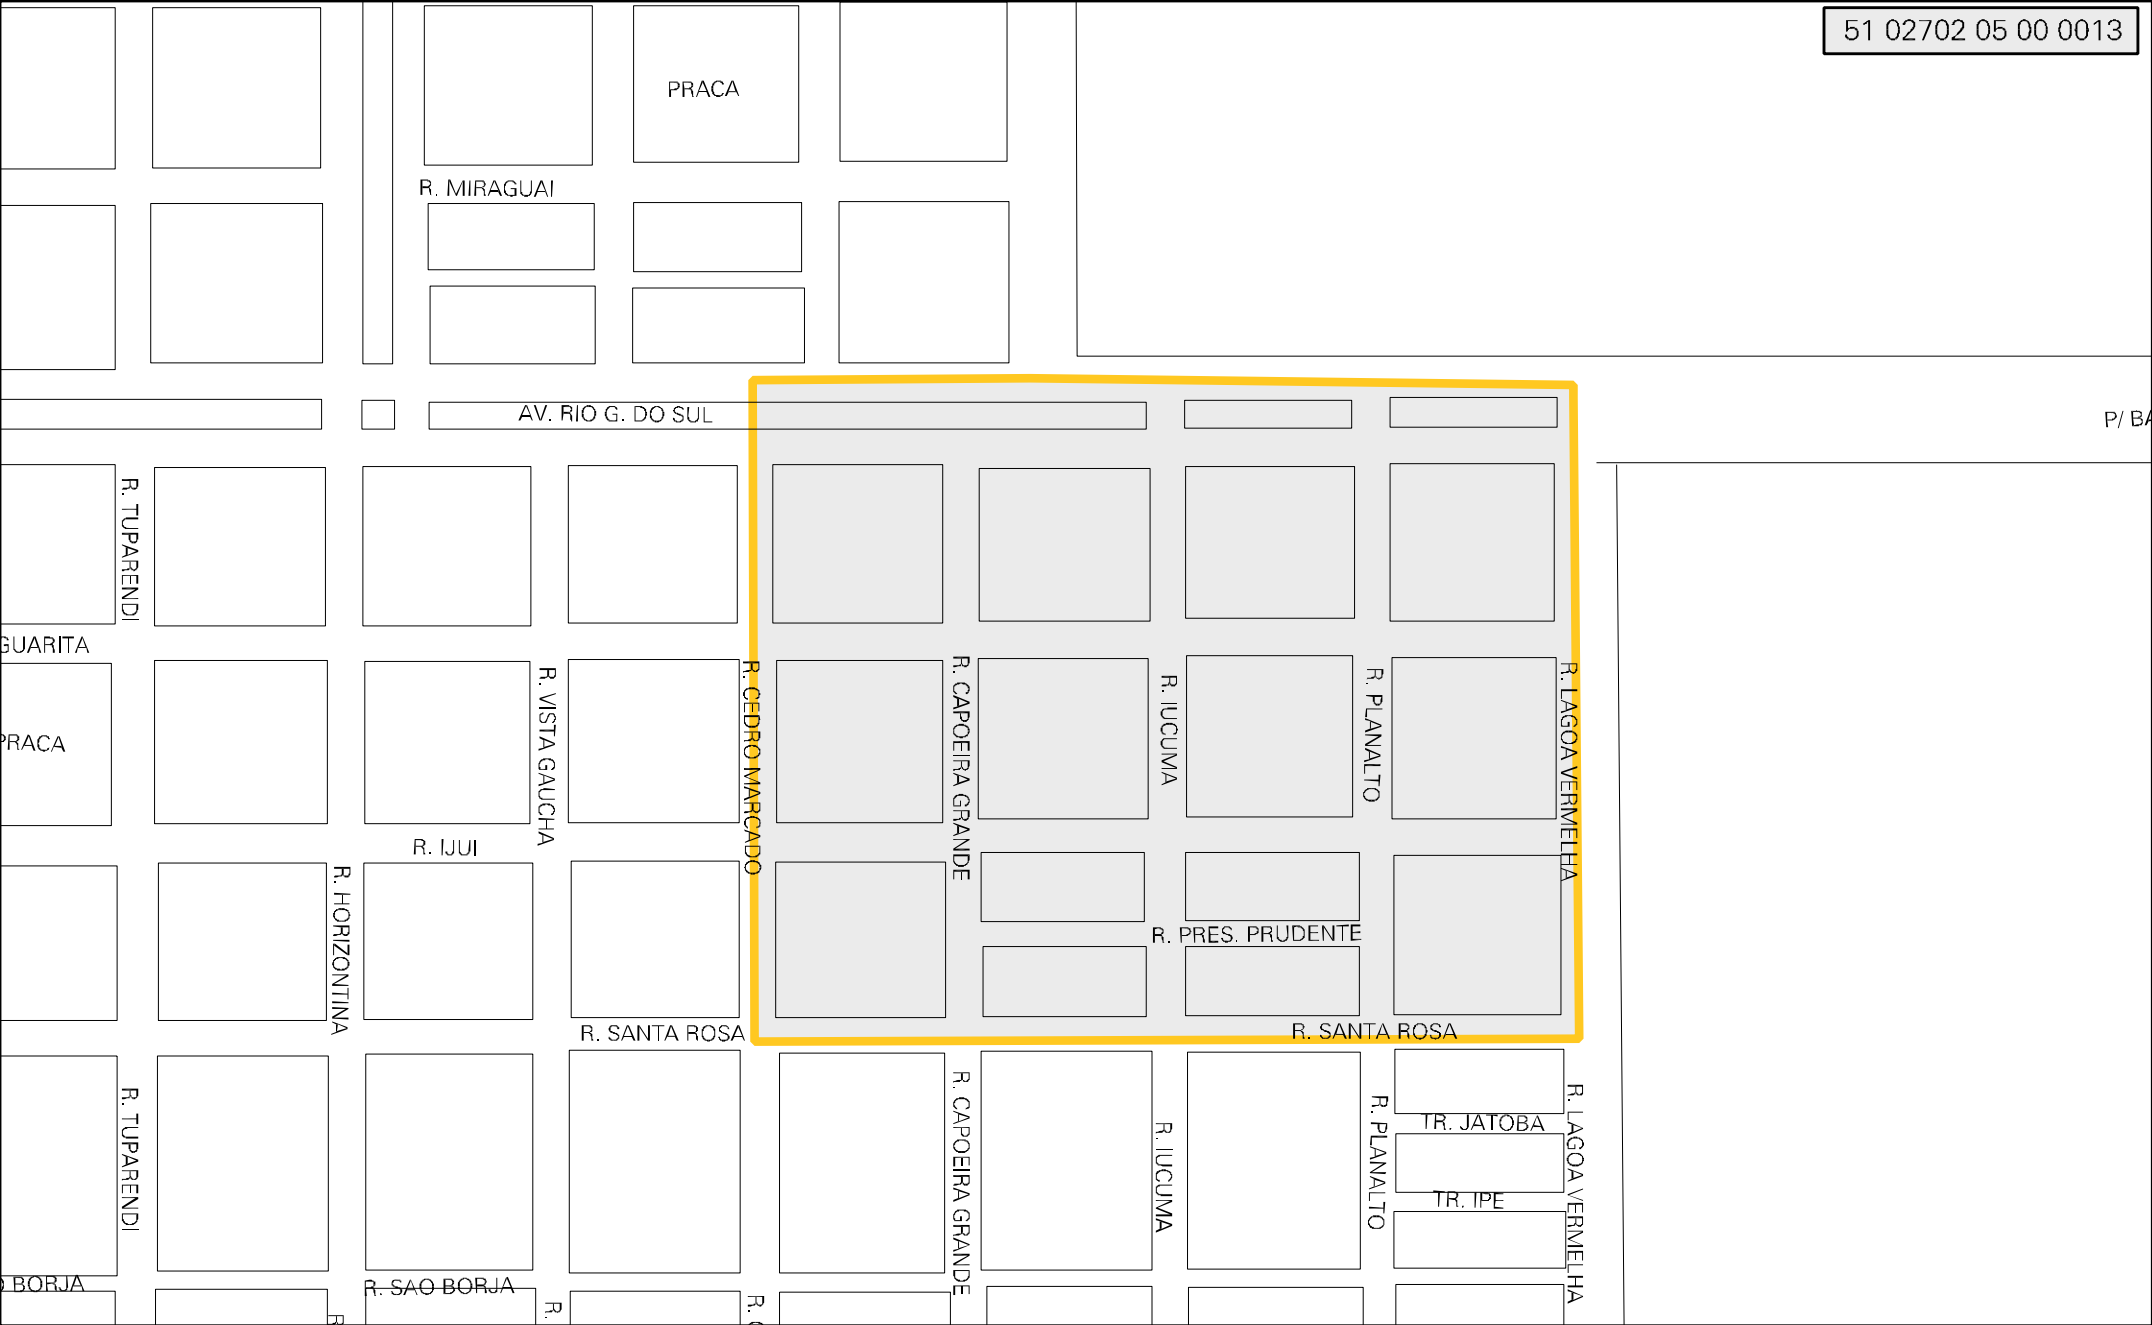 51 02702 05 00 0013
PRACA
R. MIRAGUAI
AV. RIO G. DO SUL
P/ BA
R. TUPARENDI
GUARITA
R. VISTA GAUCHA
R. CEDRO MARCADO
R. CAPOEIRA GRANDE
R. IUCUMA
R. PLANALTO
R. LAGOA VERMELHA
PRACA
R. IJUI
R. HORIZONTINA
R. PRES. PRUDENTE
R. SANTA ROSA
R. SANTA ROSA
R. TUPARENDI
R. CAPOEIRA GRANDE
R. IUCUMA
R. PLANALTO
R. LAGOA VERMELHA
TR. JATOBA
TR. IPE
O BORJA
R. SAO BORJA
R.
R.
R. C